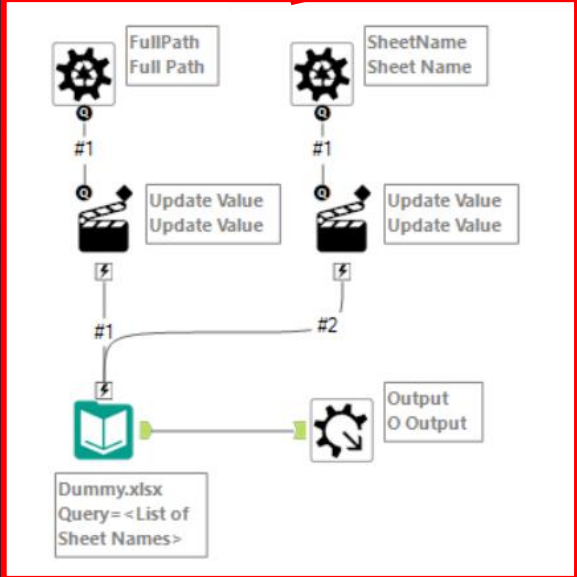 FullPath
Full Path
SheetName
Sheet Name
Q
Q
#1
#1
Q
Q
Update Value
Update Value
Update Value
Update Value
#1
#2
Output
O Output
Dummy.xlsx
Query=<List of
Sheet Names>